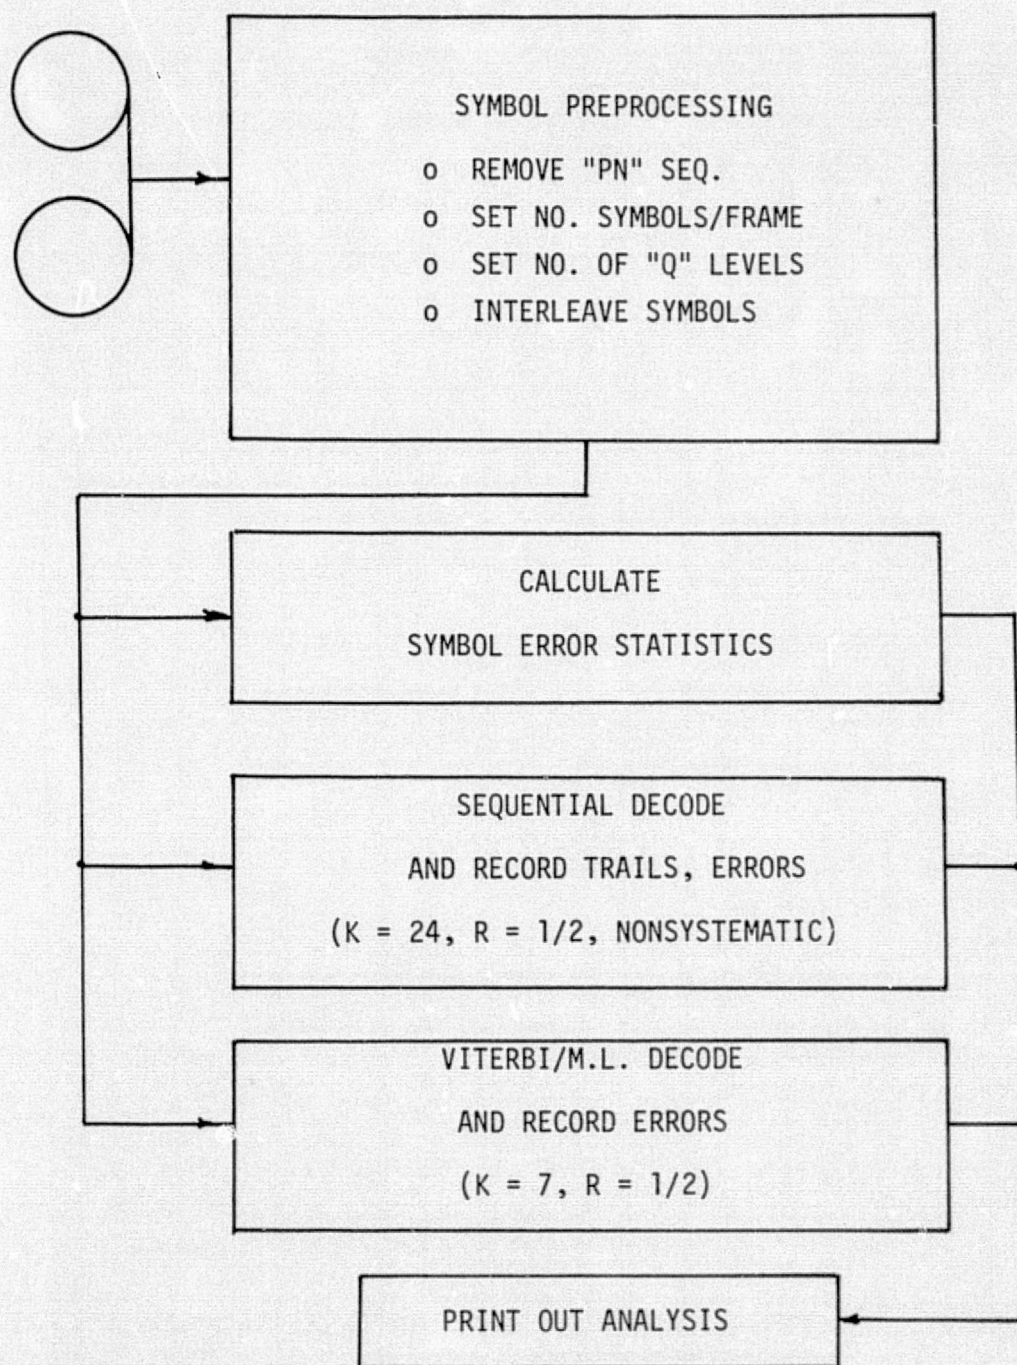 SYMBOL PREPROCESSING
o REMOVE "PN" SEQ.
o SET NO. SYMBOLS/FRAME
o SET NO. OF "Q" LEVELS
o INTERLEAVE SYMBOLS
CALCULATE
SYMBOL ERROR STATISTICS
SEQUENTIAL DECODE
AND RECORD TRAILS, ERRORS
(K = 24, R = 1/2, NONSYSTEMATIC)
VITERBI/M.L. DECODE
AND RECORD ERRORS
(K = 7, R = 1/2)
PRINT OUT ANALYSIS